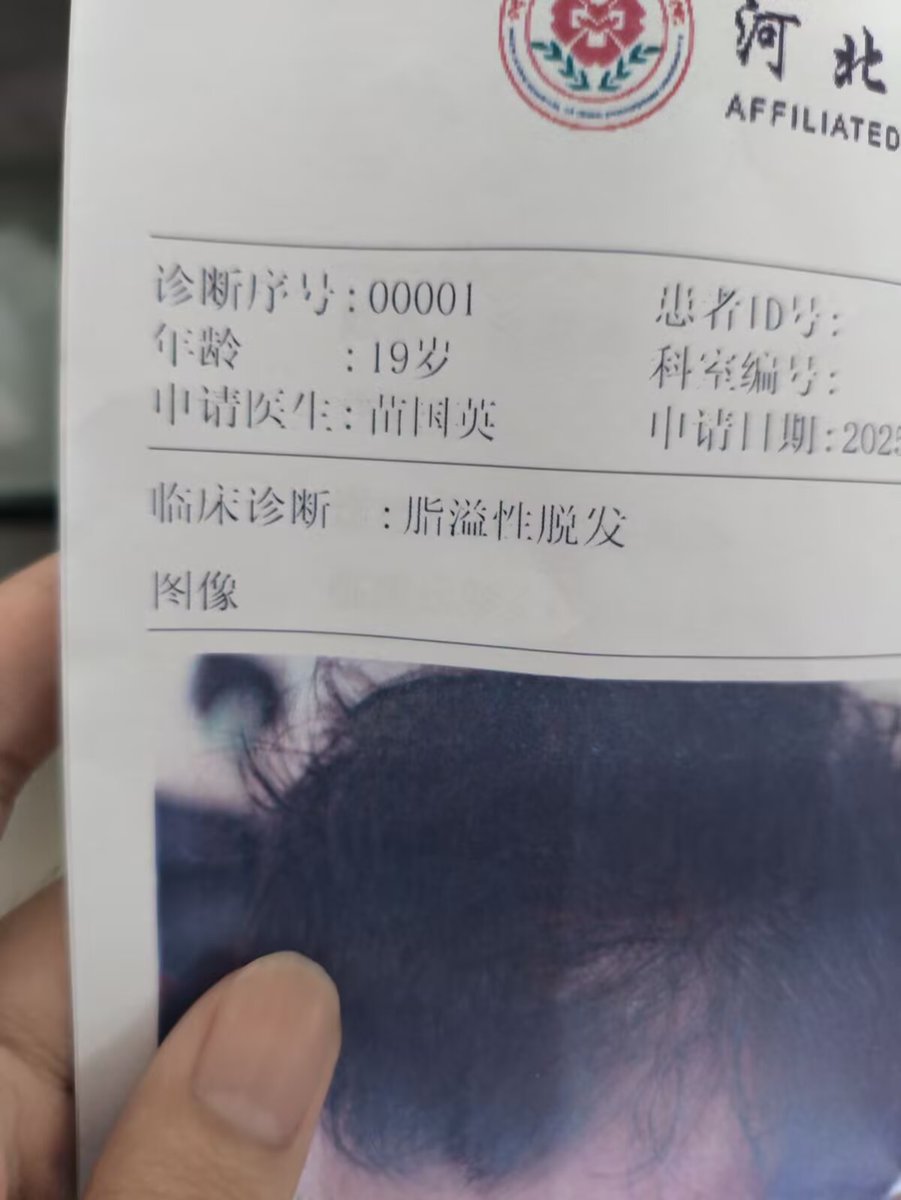 河北
AFFILIATED
诊断序号:00001 患者ID号:
年龄 :19岁 科室编号:
申请医生:苗国英 申请日期:2025
临床诊断 :脂溢性脱发
图像